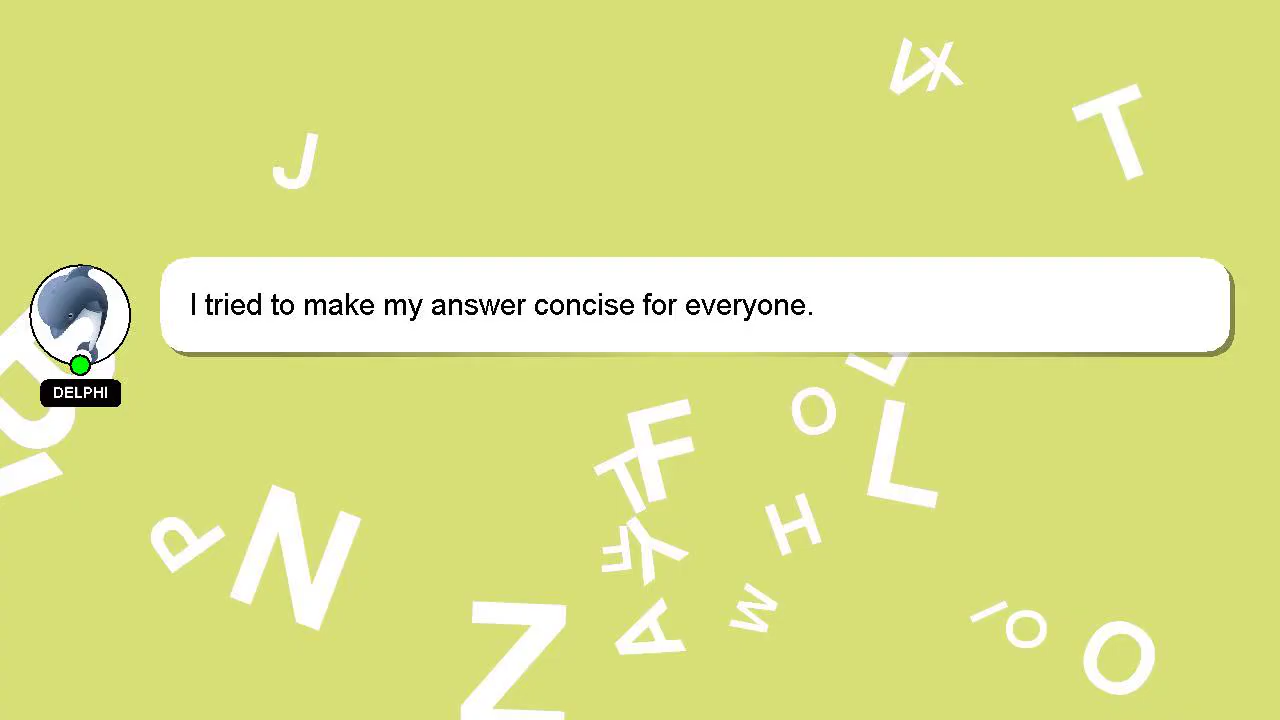 I tried to make my answer concise for everyone.
DELPHI
J
V
X
T
L
O
F
T
L
P
N
H
F
Y
M
A
Z
I
O
O